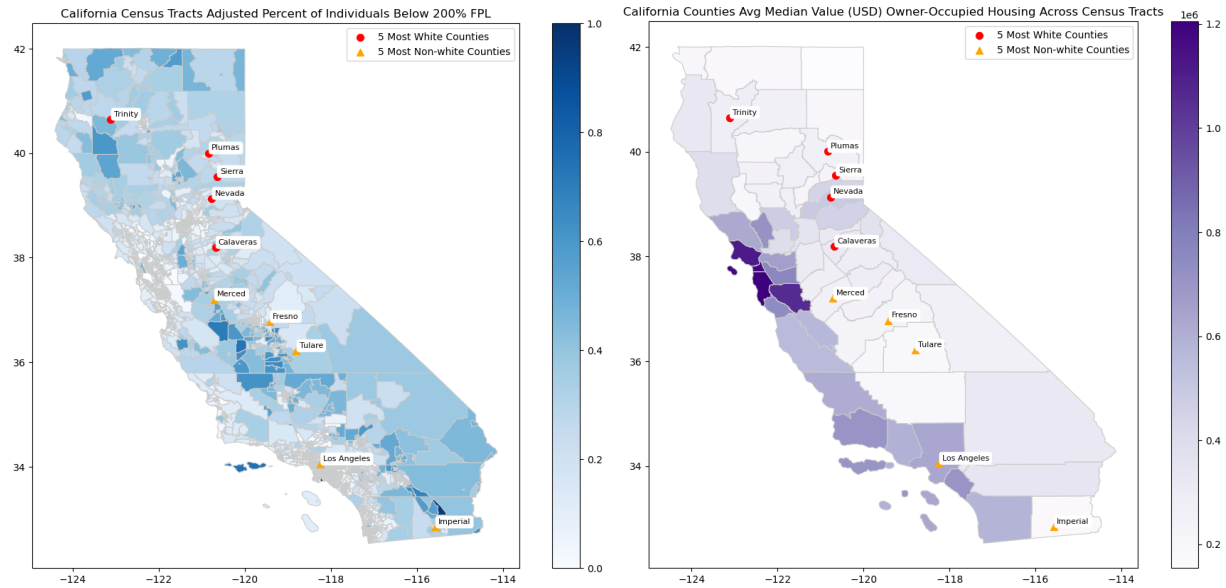 California Census Tracts Adjusted Percent of Individuals Below 200% FPL
5 Most White Counties
5 Most Non-white Counties
Trinity
Plumas
Sierra
Nevada
Calaveras
Merced
Fresno
Tulare
Los Angeles
Imperial
42
40
38
36
34
−124
−122
−120
−118
−116
−114
1.0
0.8
0.6
0.4
0.2
0.0
California Counties Avg Median Value (USD) Owner-Occupied Housing Across Census Tracts
1e6
5 Most White Counties
5 Most Non-white Counties
Trinity
Plumas
Sierra
Nevada
Calaveras
Merced
Fresno
Tulare
Los Angeles
Imperial
42
40
38
36
34
−124
−122
−120
−118
−116
−114
1.2
1.0
0.8
0.6
0.4
0.2